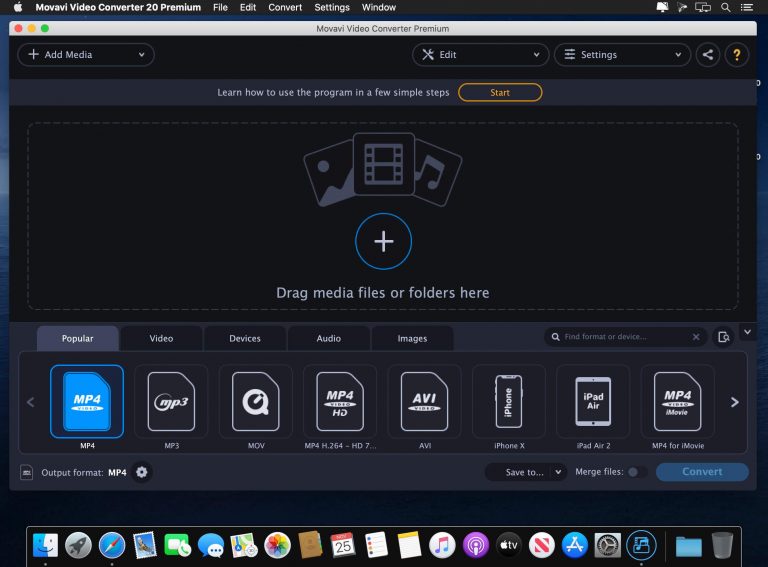 Movavi Video Converter 20 Premium File Edit Convert Settings Window
Movavi Video Converter Premium
Add Media Edit Settings ?
Learn how to use the program in a few simple steps Start
Drag media files or folders here
Popular Video Devices Audio Images Find format or device...
MP4 VIDEO mp3 MP4 VIDEO HD AVI VIDEO iPhone iPad Air MP4 VIDEO iMovie
MP4 MP3 MOV MP4 H.264 - HD 7... AVI iPhone X iPad Air 2 MP4 for iMovie
Output format: MP4 Save to... Merge files: Convert
NOV
25
tv